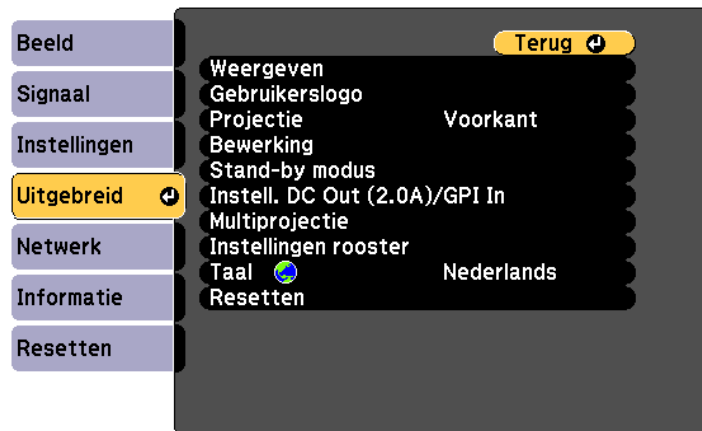 Beeld
Signaal
Instellingen
Uitgebreid
Netwerk
Informatie
Resetten
Terug
Weergeven
Gebruikerslogo
Projectie Voorkant
Bewerking
Stand-by modus
Instell. DC Out (2.0A)/GPI In
Multiprojectie
Instellingen rooster
Taal Nederlands
Resetten